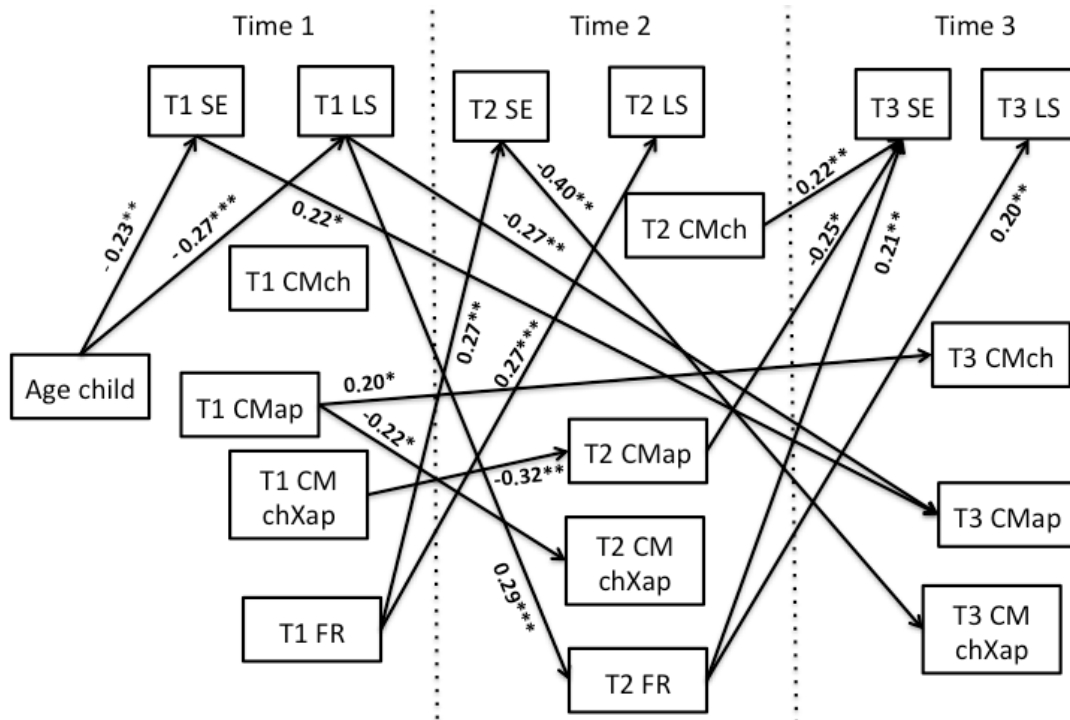 Time 1
Time 2
Time 3
T1 SE
T1 LS
T2 SE
T2 LS
T3 SE
T3 LS
-0.40**
0.22**
- 0.23**
- 0.27***
0.22*
-0.27**
T2 CMch
-0.25*
0.21**
0.20**
T1 CMch
0.27**
0.27***
T3 CMch
Age child
0.20*
T1 CMap
-0.22*
T2 CMap
T1 CM
chXap
-0.32**
T3 CMap
T2 CM
chXap
0.29***
T1 FR
T3 CM
chXap
T2 FR